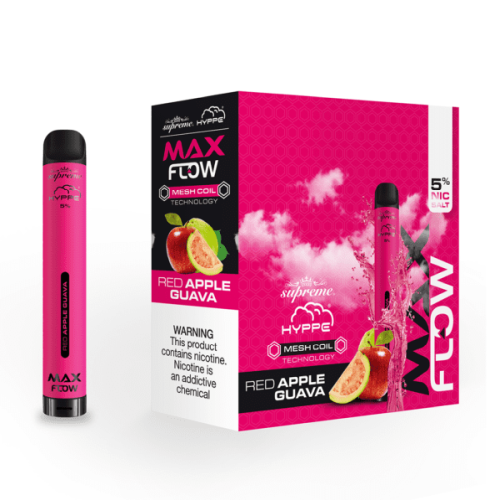 supreme.
HYPPE
5%
RED APPLE GUAVA
MAX
FLOW
supreme.
HYPPE
MAX
FLOW
MESH COIL
TECHNOLOGY
RED APPLE
GUAVA
WARNING
This product
contains nicotine.
Nicotine is
an addictive
chemical
supreme.
HYPPE
MESH COIL
TECHNOLOGY
RED APPLE
GUAVA
5%
NIC
SALT
MAX
FLOW